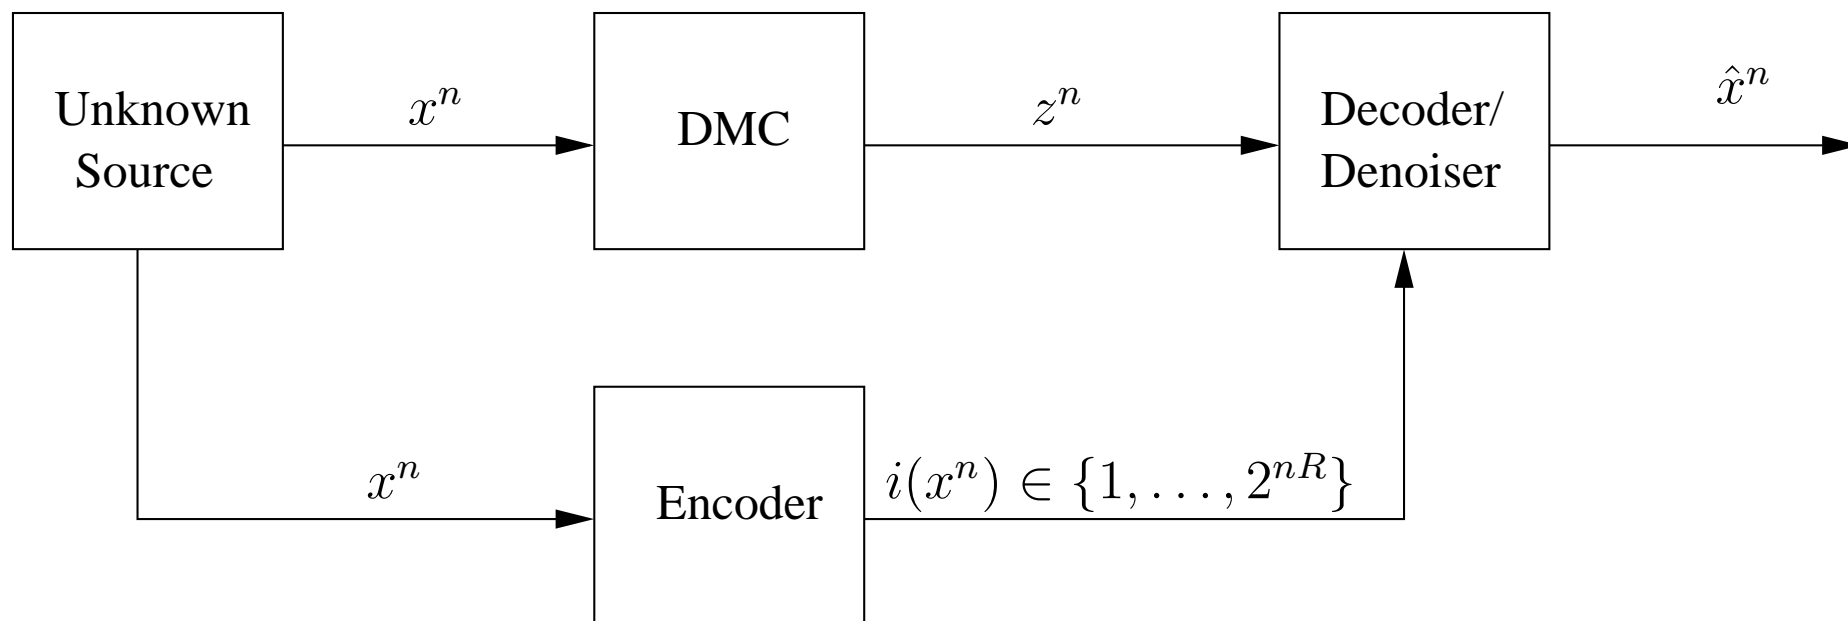 Unknown
Source
x^n
DMC
z^n
Decoder/
Denoiser
x̂^n
x^n
Encoder
i(x^n) ∈ {1, . . . , 2^{nR}}